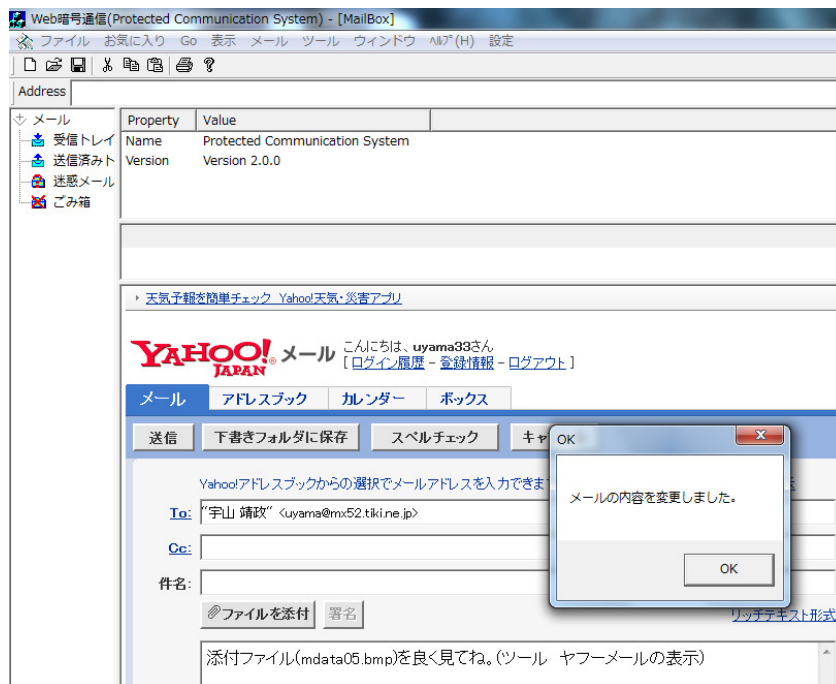 Web暗号通信(Protected Communication System) - [MailBox]
ファイル お気に入り Go 表示 メール ツール ウィンドウ ﾍﾙﾌﾟ(H) 設定
Address
メール
受信トレイ
送信済みト
迷惑メール
ごみ箱
Property Value
Name Protected Communication System
Version Version 2.0.0
天気予報を簡単チェック Yahoo!天気・災害アプリ
YAHOO! JAPAN メール
こんにちは、uyama33さん
[ ログイン履歴 - 登録情報 - ログアウト ]
メール アドレスブック カレンダー ボックス
送信 下書きフォルダに保存 スペルチェック キャ
Yahoo!アドレスブックからの選択でメールアドレスを入力できま
To: "宇山 靖政" <uyama@mx52.tiki.ne.jp>
Cc:
件名:
ファイルを添付 署名
リッチテキスト形式
添付ファイル(mdata05.bmp)を良く見てね。(ツール ヤフーメールの表示)
OK
メールの内容を変更しました。
OK